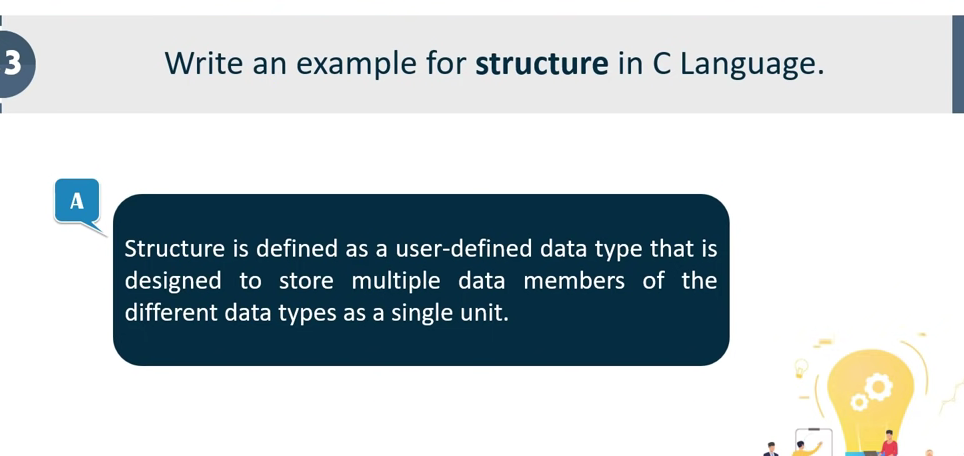 3
Write an example for structure in C Language.
A
Structure is defined as a user-defined data type that is
designed to store multiple data members of the
different data types as a single unit.